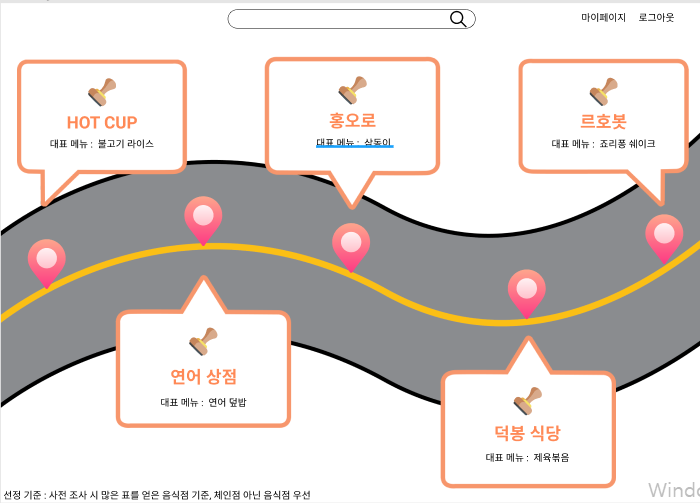 마이페이지 로그아웃
HOT CUP
대표 메뉴 : 불고기 라이스
홍오로
대표 메뉴 : 삼동이
르호봇
대표 메뉴 : 죠리퐁 쉐이크
연어 상점
대표 메뉴 : 연어 덮밥
덕봉 식당
대표 메뉴 : 제육볶음
선정 기준 : 사전 조사 시 많은 표를 얻은 음식점 기준, 체인점 아닌 음식점 우선